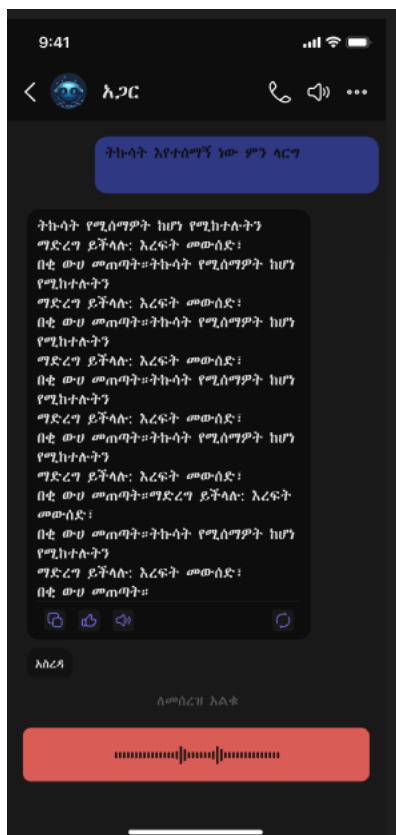 9:41
አጋር
ትኩሳት እየተሰማኝ ነው ምን ላርግ
ትኩሳት የሚሰማዎት ከሆነ የሚከተሉትን
ማድረግ ይችላሉ: እረፍት መውሰድ፣
በቂ ውሀ መጠጣት።ትኩሳት የሚሰማዎት ከሆነ
የሚከተሉትን
ማድረግ ይችላሉ: እረፍት መውሰድ፣
በቂ ውሀ መጠጣት።ትኩሳት የሚሰማዎት ከሆነ
የሚከተሉትን
ማድረግ ይችላሉ: እረፍት መውሰድ፣
በቂ ውሀ መጠጣት።ትኩሳት የሚሰማዎት ከሆነ
የሚከተሉትን
ማድረግ ይችላሉ: እረፍት መውሰድ፣
በቂ ውሀ መጠጣት።ትኩሳት የሚሰማዎት ከሆነ
የሚከተሉትን
ማድረግ ይችላሉ: እረፍት መውሰድ፣
በቂ ውሀ መጠጣት።ማድረግ ይችላሉ: እረፍት
መውሰድ፣
በቂ ውሀ መጠጣት።ትኩሳት የሚሰማዎት ከሆነ
የሚከተሉትን
ማድረግ ይችላሉ: እረፍት መውሰድ፣
በቂ ውሀ መጠጣት።
አስረዳ
ለመሰረዝ እልቁ